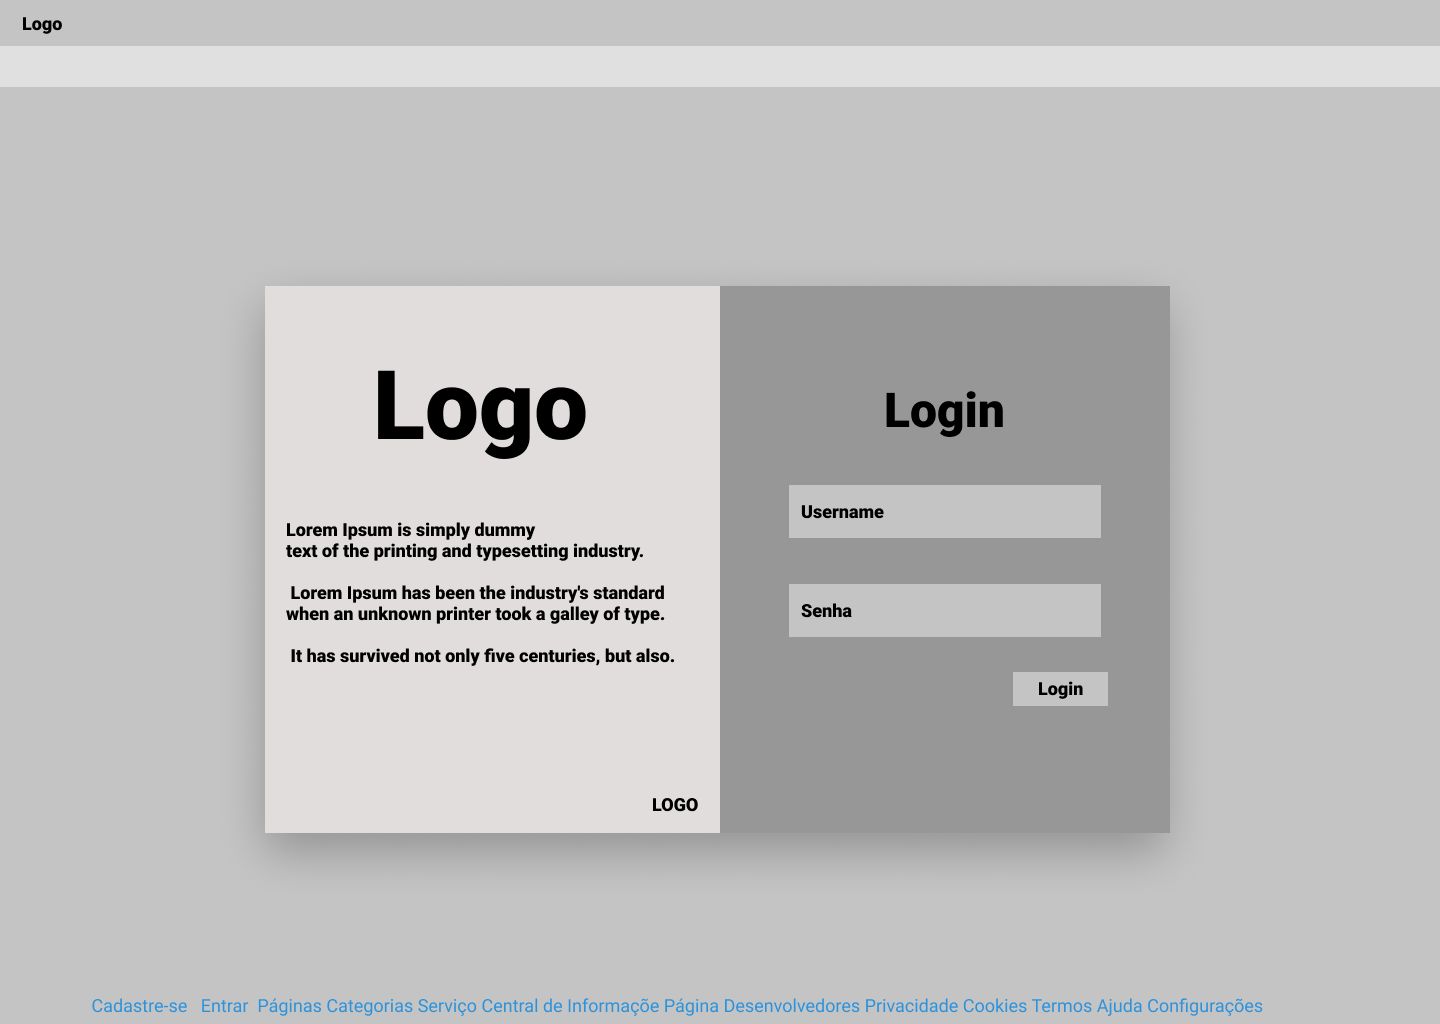 Logo
Logo
Lorem Ipsum is simply dummy
text of the printing and typesetting industry.
Lorem Ipsum has been the industry's standard
when an unknown printer took a galley of type.
It has survived not only five centuries, but also.
LOGO
Login
Username
Senha
Login
Cadastre-se Entrar Páginas Categorias Serviço Central de Informaçõe Página Desenvolvedores Privacidade Cookies Termos Ajuda Configurações